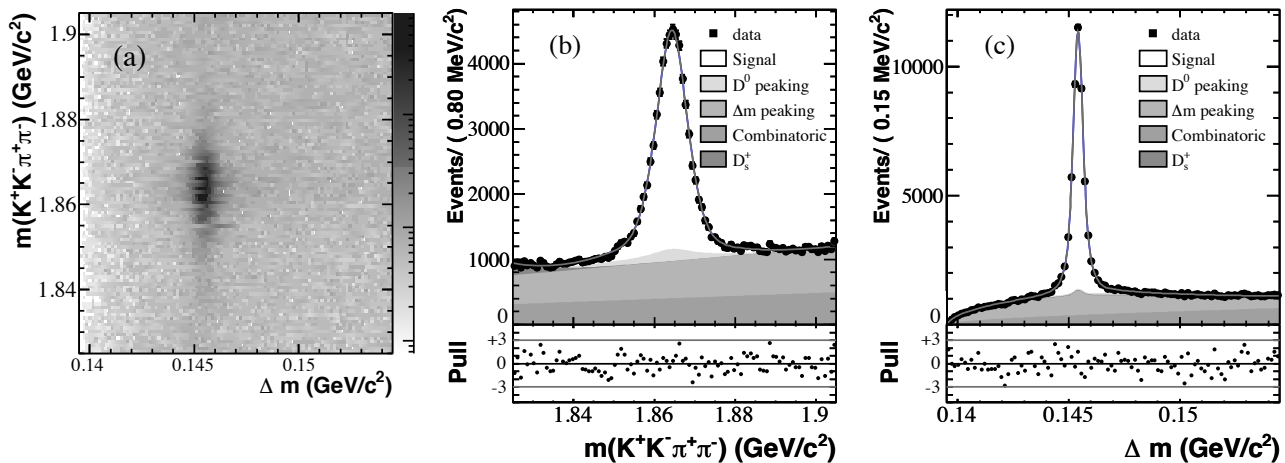 (a)
m(K⁺K⁻π⁺π⁻) (GeV/c²)
1.9
1.88
1.86
1.84
0.14 0.145 0.15
Δ m (GeV/c²)
(b)
Events/ ( 0.80 MeV/c²)
4000
3000
2000
1000
0
data
Signal
D⁰ peaking
Δm peaking
Combinatoric
Dₛ⁺
Pull
+3
0
-3
1.84 1.86 1.88 1.9
m(K⁺K⁻π⁺π⁻) (GeV/c²)
(c)
Events/ ( 0.15 MeV/c²)
10000
5000
0
data
Signal
D⁰ peaking
Δm peaking
Combinatoric
Dₛ⁺
Pull
+3
0
-3
0.14 0.145 0.15
Δ m (GeV/c²)